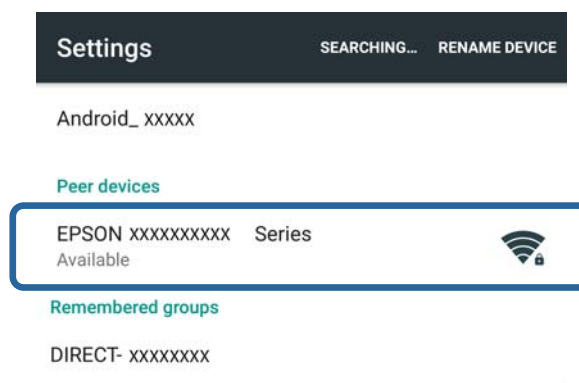 Settings SEARCHING... RENAME DEVICE
Android_ xxxxx
Peer devices
EPSON xxxxxxxxxx Series
Available
Remembered groups
DIRECT- xxxxxxxx